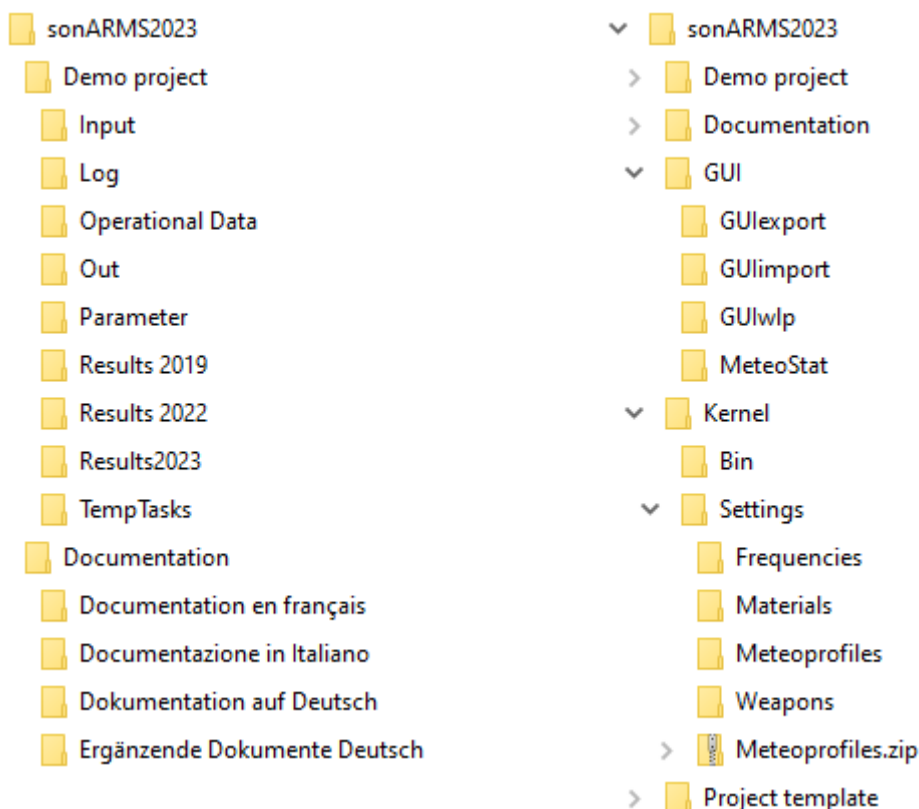 sonARMS2023
Demo project
Input
Log
Operational Data
Out
Parameter
Results 2019
Results 2022
Results2023
TempTasks
Documentation
Documentation en français
Documentazione in Italiano
Dokumentation auf Deutsch
Ergänzende Dokumente Deutsch
sonARMS2023
Demo project
Documentation
GUI
GUIexport
GUIimport
GUIwlp
MeteoStat
Kernel
Bin
Settings
Frequencies
Materials
Meteoprofiles
Weapons
Meteoprofiles.zip
Project template